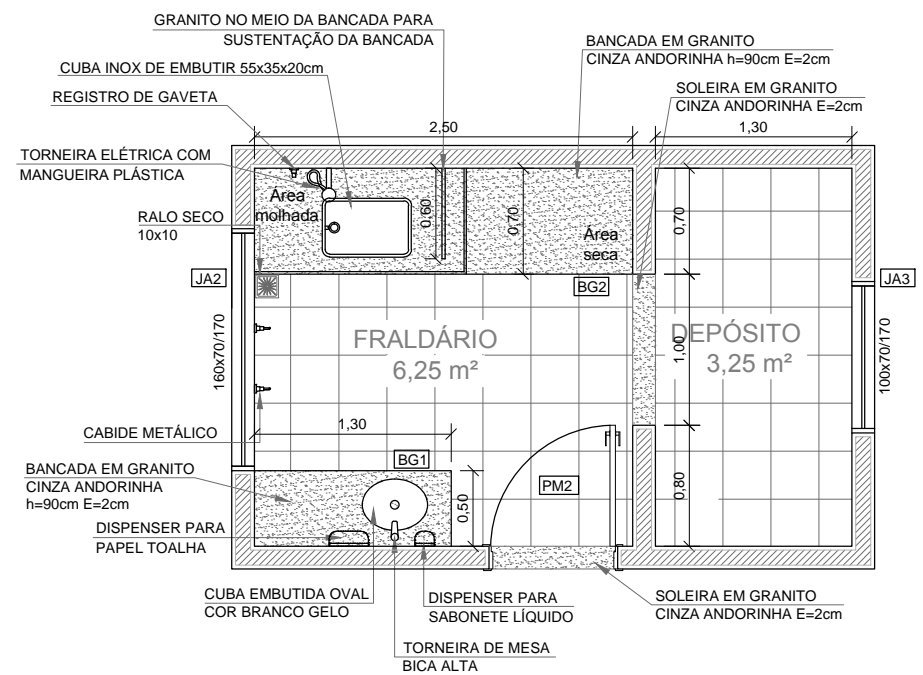 GRANITO NO MEIO DA BANCADA PARA
SUSTENTAÇÃO DA BANCADA
BANCADA EM GRANITO
CINZA ANDORINHA h=90cm E=2cm
CUBA INOX DE EMBUTIR 55x35x20cm
SOLEIRA EM GRANITO
CINZA ANDORINHA E=2cm
REGISTRO DE GAVETA
2,50
1,30
TORNEIRA ELÉTRICA COM
MANGUEIRA PLÁSTICA
Área
molhada
0,60
0,70
Área
seca
0,70
RALO SECO
10x10
JA2
BG2
JA3
160x70/170
FRALDÁRIO
6,25 m²
1,00
DEPÓSITO
3,25 m²
100x70/170
CABIDE METÁLICO
1,30
BG1
BANCADA EM GRANITO
CINZA ANDORINHA
h=90cm E=2cm
0,50
PM2
0,80
DISPENSER PARA
PAPEL TOALHA
CUBA EMBUTIDA OVAL
COR BRANCO GELO
DISPENSER PARA
SABONETE LÍQUIDO
SOLEIRA EM GRANITO
CINZA ANDORINHA E=2cm
TORNEIRA DE MESA
BICA ALTA